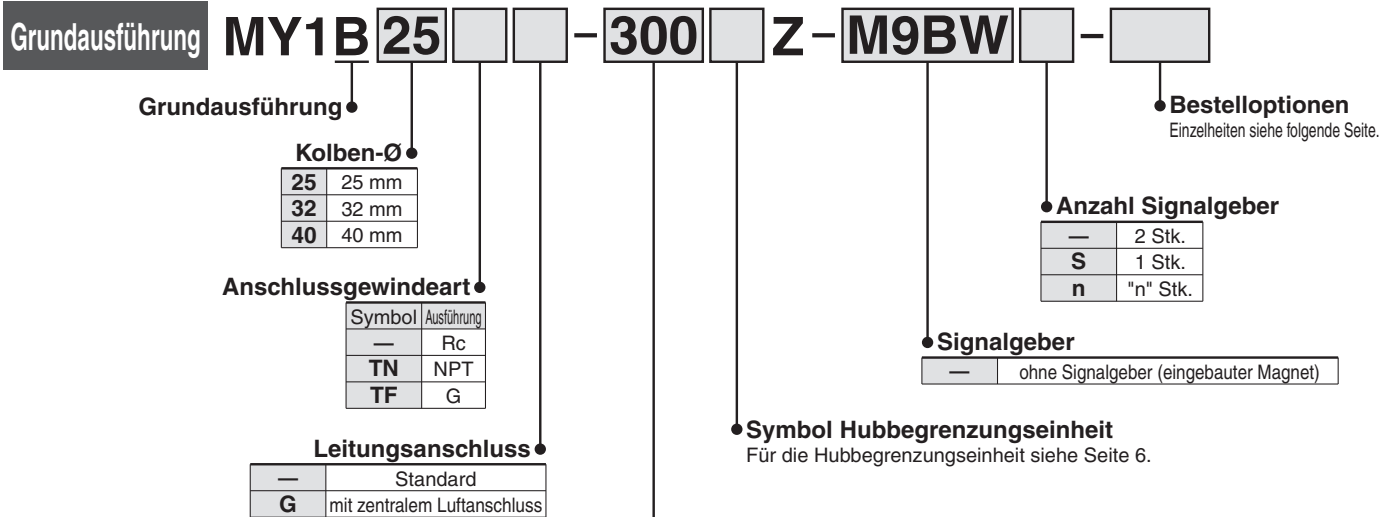 Grundausführung MY1B25 – 300 Z – M9BW –
Grundausführung
Bestelloptionen
Einzelheiten siehe folgende Seite.
Kolben-Ø
25 25 mm
32 32 mm
40 40 mm
Anzahl Signalgeber
— 2 Stk.
S 1 Stk.
n "n" Stk.
Anschlussgewindeart
Symbol Ausführung
— Rc
TN NPT
TF G
Signalgeber
— ohne Signalgeber (eingebauter Magnet)
Symbol Hubbegrenzungseinheit
Für die Hubbegrenzungseinheit siehe Seite 6.
Leitungsanschluss
— Standard
G mit zentralem Luftanschluss